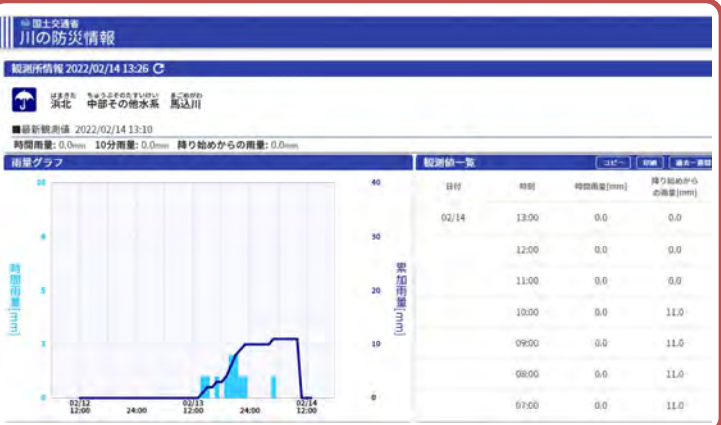 国土交通省
川の防災情報
観測所情報 2022/02/14 13:26
はまきた ちゅうぶそのたすいけい まごめがわ
浜北 中部その他水系 馬込川
■最新観測値 2022/02/14 13:10
時間雨量: 0.0mm 10分雨量: 0.0mm 降り始めからの雨量: 0.0mm
雨量グラフ
時間雨量[mm]
10
8
5
3
0
累加雨量[mm]
40
30
20
10
0
02/12 12:00
24:00
02/13 12:00
24:00
02/14 12:00
観測値一覧 コピー 印刷 過去一週間
日付 時刻 時間雨量[mm] 降り始めからの雨量[mm]
02/14 13:00 0.0 0.0
12:00 0.0 0.0
11:00 0.0 0.0
10:00 0.0 11.0
09:00 0.0 11.0
08:00 0.0 11.0
07:00 0.0 11.0